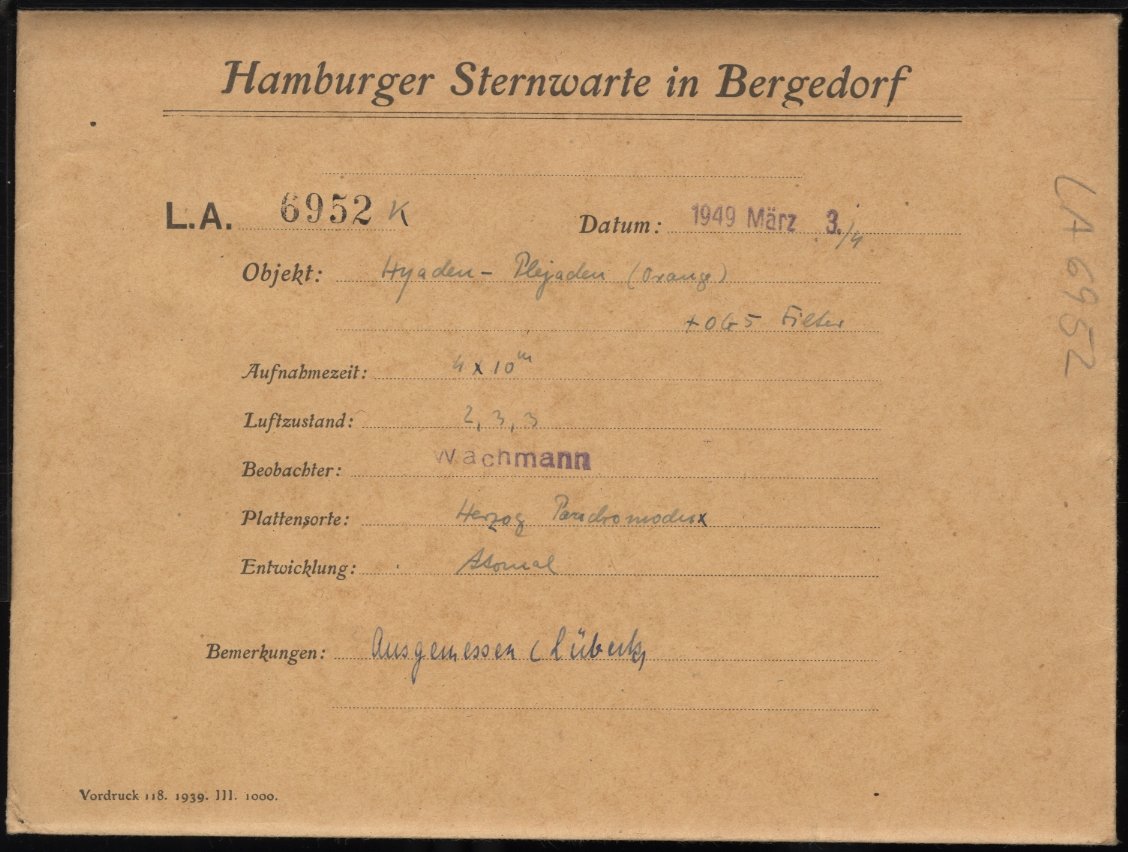 Hamburger Sternwarte in Bergedorf
L.A. 6952 K Datum: 1949 März 3./4
Objekt: Hyaden - Plejaden (Orange)
+ OG5 Filter
Aufnahmezeit: 4 x 10m
Luftzustand: 2, 3, 3
Beobachter: Wachmann
Plattensorte: Herzog
Entwicklung: Atomal
Bemerkungen: Ausgemessen (Lübeck)
Vordruck 118. 1939. III. 1000.
LA 6952